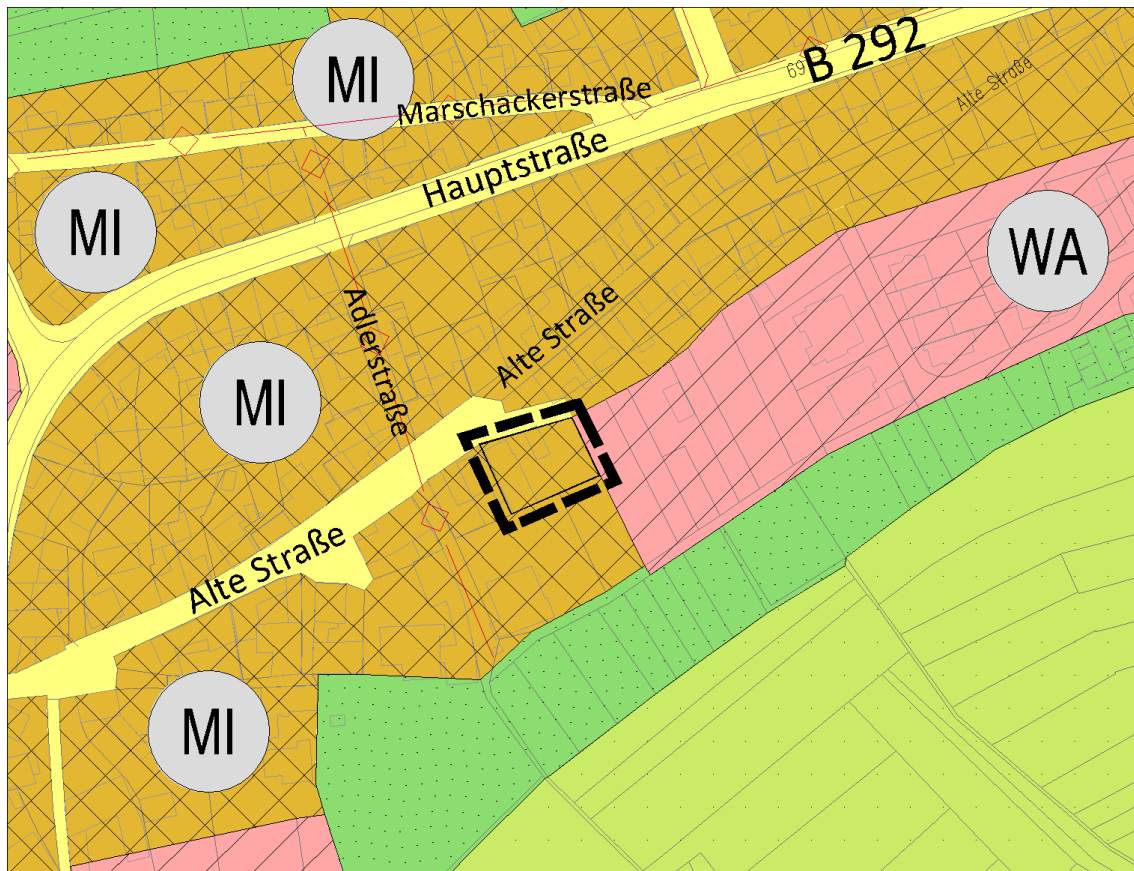 MI
B 292
69
Alte Straße
Marschackerstraße
Hauptstraße
MI
WA
Adlerstraße
Alte Straße
MI
Alte Straße
MI